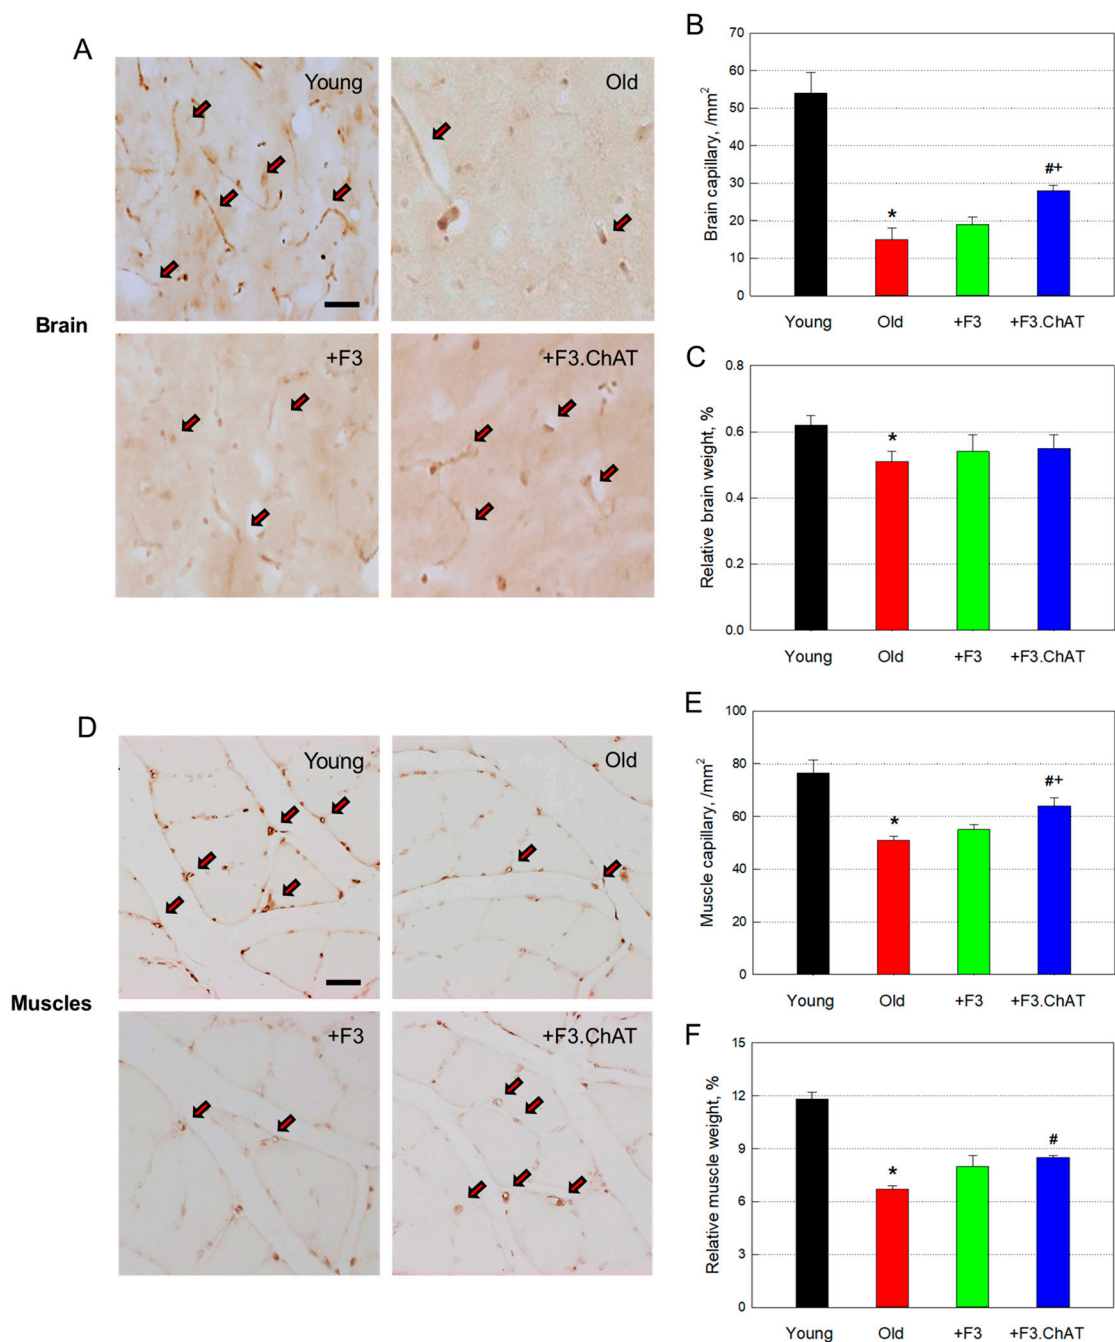 A
Young
Old
Brain
+F3
+F3.ChAT
B
70
60
50
40
30
20
10
0
Brain capillary, /mm²
*
#+
Young Old +F3 +F3.ChAT
C
0.8
0.6
0.4
0.2
0.0
Relative brain weight, %
*
Young Old +F3 +F3.ChAT
D
Young
Old
Muscles
+F3
+F3.ChAT
E
100
80
60
40
20
0
Muscle capillary, /mm²
*
#+
Young Old +F3 +F3.ChAT
F
15
12
9
6
3
0
Relative muscle weight, %
*
#
Young Old +F3 +F3.ChAT